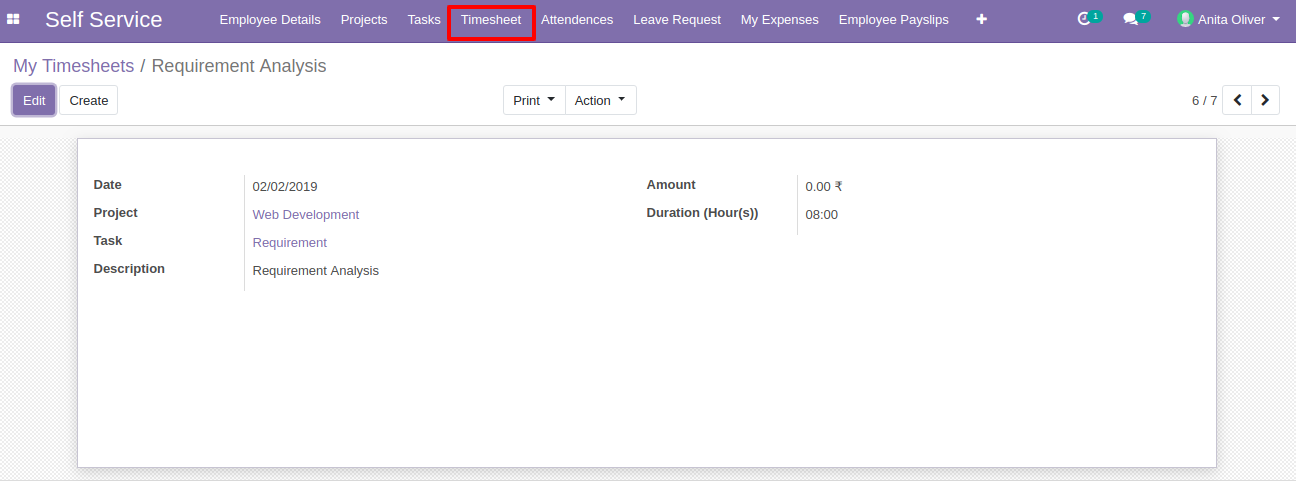 Self Service Employee Details Projects Tasks Timesheet Attendences Leave Request My Expenses Employee Payslips 1 7 Anita Oliver
My Timesheets / Requirement Analysis
Edit Create Print Action 6 / 7
Date 02/02/2019 Amount 0.00 ₹
Project Web Development Duration (Hour(s)) 08:00
Task Requirement
Description Requirement Analysis